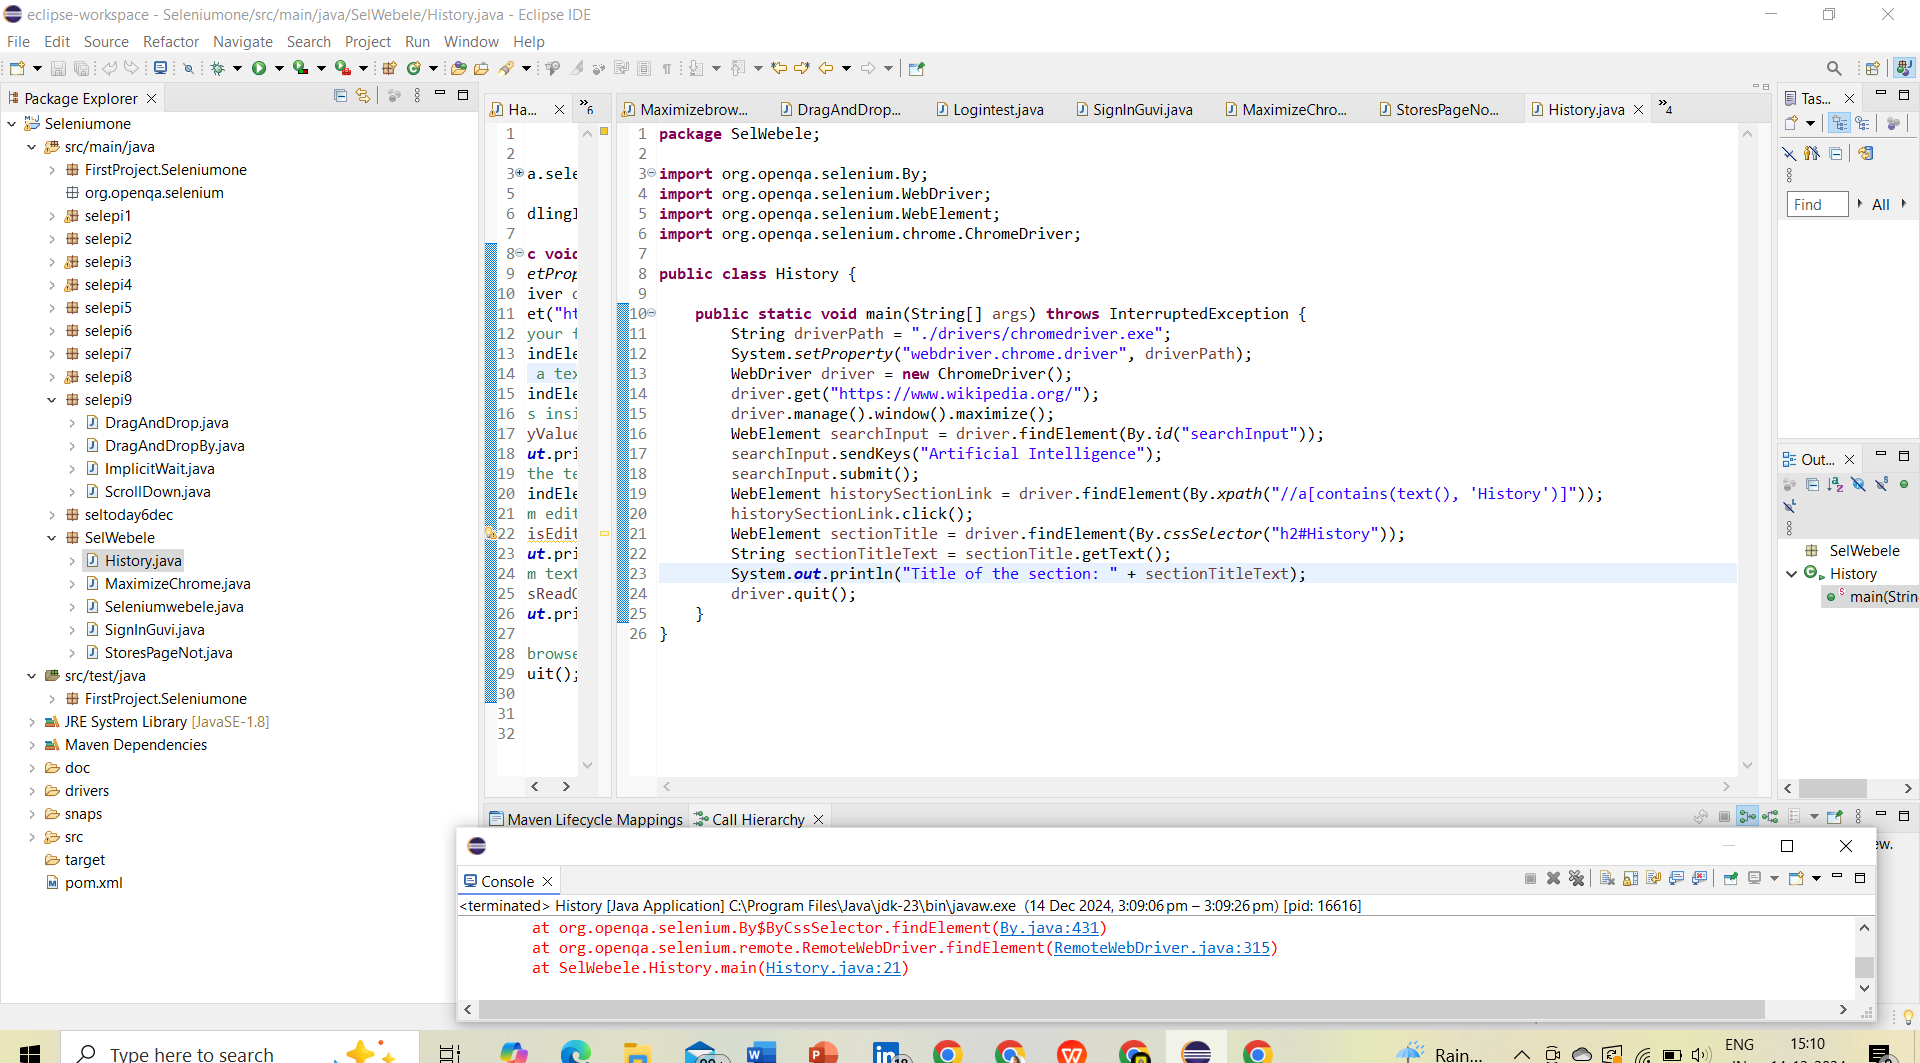 eclipse-workspace - Seleniumone/src/main/java/SelWebele/History.java - Eclipse IDE
File Edit Source Refactor Navigate Search Project Run Window Help
Package Explorer
Seleniumone
src/main/java
FirstProject.Seleniumone
org.openqa.selenium
selepi1
selepi2
selepi3
selepi4
selepi5
selepi6
selepi7
selepi8
selepi9
DragAndDrop.java
DragAndDropBy.java
ImplicitWait.java
ScrollDown.java
seltoday6dec
SelWebele
History.java
MaximizeChrome.java
Seleniumwebele.java
SignInGuvi.java
StoresPageNot.java
src/test/java
FirstProject.Seleniumone
JRE System Library [JavaSE-1.8]
Maven Dependencies
doc
drivers
snaps
src
target
pom.xml
Ha... »6
1
2
3 a.sele
5
6 dlingI
7
8 c void
9 etProp
10 iver d
11 et("ht
12 your f
13 indEle
14 a tex
15 indEle
16 s insi
17 yValue
18 ut.pri
19 the te
20 indEle
21 m edit
22 isEdit
23 ut.pri
24 m text
25 sReadO
26 ut.pri
27
28 browse
29 uit();
30
31
32
Maximizebrow... DragAndDrop... Logintest.java SignInGuvi.java MaximizeChro... StoresPageNo... History.java »4
1 package SelWebele;
2
3 import org.openqa.selenium.By;
4 import org.openqa.selenium.WebDriver;
5 import org.openqa.selenium.WebElement;
6 import org.openqa.selenium.chrome.ChromeDriver;
7
8 public class History {
9
10 public static void main(String[] args) throws InterruptedException {
11 String driverPath = "./drivers/chromedriver.exe";
12 System.setProperty("webdriver.chrome.driver", driverPath);
13 WebDriver driver = new ChromeDriver();
14 driver.get("https://www.wikipedia.org/");
15 driver.manage().window().maximize();
16 WebElement searchInput = driver.findElement(By.id("searchInput"));
17 searchInput.sendKeys("Artificial Intelligence");
18 searchInput.submit();
19 WebElement historySectionLink = driver.findElement(By.xpath("//a[contains(text(), 'History')]"));
20 historySectionLink.click();
21 WebElement sectionTitle = driver.findElement(By.cssSelector("h2#History"));
22 String sectionTitleText = sectionTitle.getText();
23 System.out.println("Title of the section: " + sectionTitleText);
24 driver.quit();
25 }
26 }
Tas...
Find All
Out...
SelWebele
History
main(Strin
Maven Lifecycle Mappings Call Hierarchy
ew.
Console
<terminated> History [Java Application] C:\Program Files\Java\jdk-23\bin\javaw.exe (14 Dec 2024, 3:09:06 pm – 3:09:26 pm) [pid: 16616]
at org.openqa.selenium.By$ByCssSelector.findElement(By.java:431)
at org.openqa.selenium.remote.RemoteWebDriver.findElement(RemoteWebDriver.java:315)
at SelWebele.History.main(History.java:21)
Type here to search
Rain...
ENG
15:10